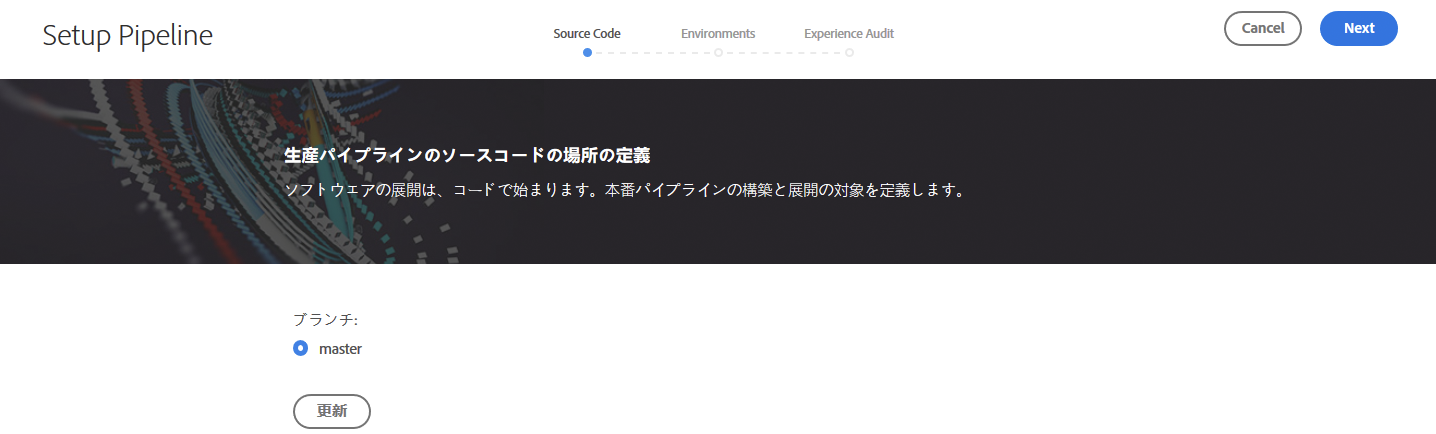 Setup Pipeline
Source Code Environments Experience Audit
Cancel Next
生産パイプラインのソースコードの場所の定義
ソフトウェアの展開は、コードで始まります。本番パイプラインの構築と展開の対象を定義します。
ブランチ:
master
更新